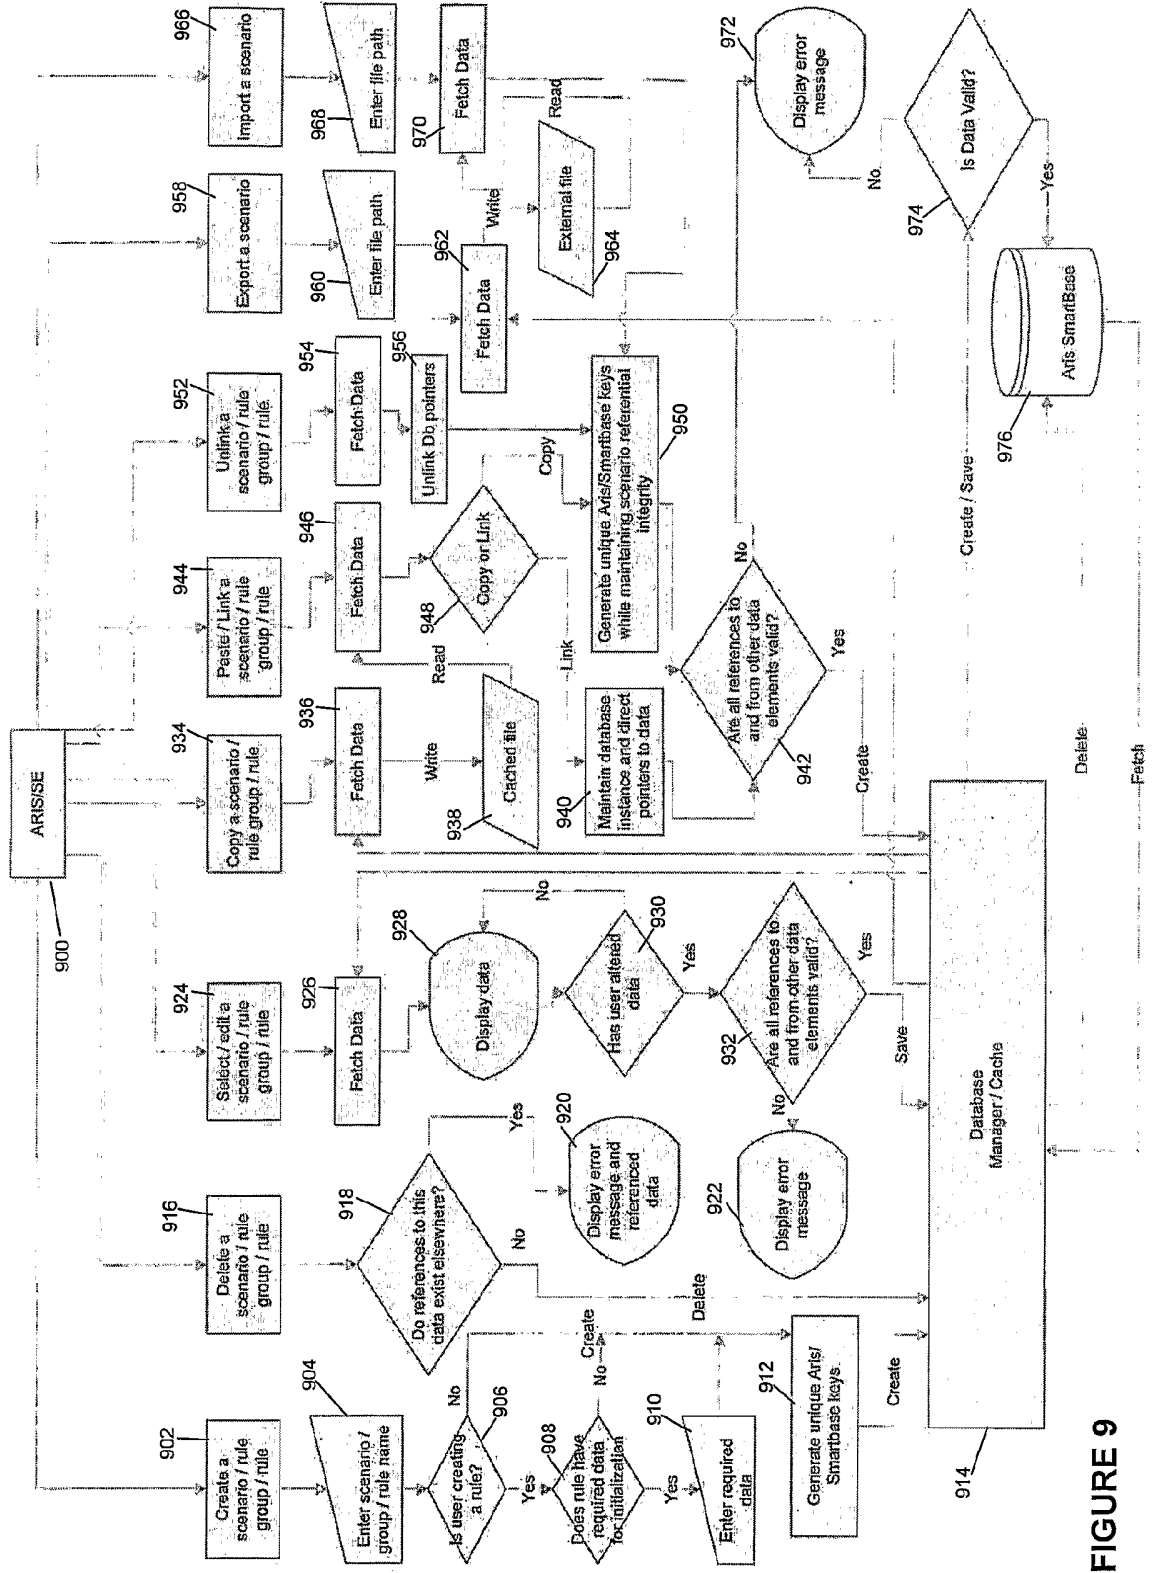 ARIS/SE
900
902
Create a
scenario / rule
group / rule
904
Enter scenario /
group / rule name
906
Is user creating
a rule?
No
Yes
908
Does rule have
required data
for initialization
No
Yes
Create
910
Enter required
data
912
Generate unique Aris/
Smartbase keys
Create
916
Delete a
scenario / rule
group / rule
918
Do references to this
data exist elsewhere?
Yes
No
Delete
920
Display error
message and
referenced
data
922
Display error
message
924
Select / edit a
scenario / rule
group / rule
926
Fetch Data
928
Display data
No
930
Has user altered
data
Yes
932
Are all references to
and from other data
elements valid?
No
Yes
Save
934
Copy a scenario /
rule group / rule
936
Fetch Data
Write
938
Cached file
Read
940
Maintain database
instance and direct
pointers to data
942
Are all references to
and from other data
elements valid?
No
Yes
Create
944
Paste / Link a
scenario / rule
group / rule
946
Fetch Data
948
Copy or Link
Copy
Link
950
Generate unique Aris/Smartbase keys
while maintaining scenario referential
integrity
952
Unlink a
scenario / rule
group / rule
954
Fetch Data
956
Unlink Db pointers
958
Export a scenario
960
Enter file path
962
Fetch Data
Write
964
External file
Read
966
Import a scenario
968
Enter file path
970
Fetch Data
972
Display error
message
974
Is Data Valid?
No
Yes
976
Aris SmartBase
Create / Save
Delete
Fetch
Database
Manager / Cache
914
FIGURE 9